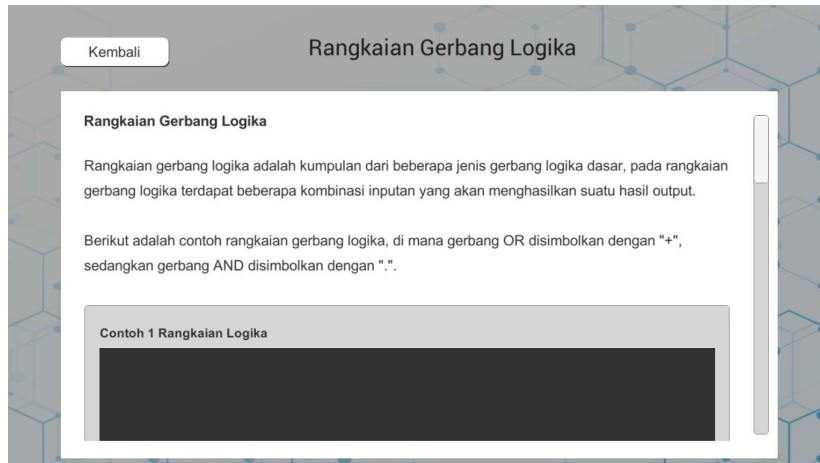 Kembali
Rangkaian Gerbang Logika
Rangkaian Gerbang Logika
Rangkaian gerbang logika adalah kumpulan dari beberapa jenis gerbang logika dasar, pada rangkaian
gerbang logika terdapat beberapa kombinasi inputan yang akan menghasilkan suatu hasil output.
Berikut adalah contoh rangkaian gerbang logika, di mana gerbang OR disimbolkan dengan "+",
sedangkan gerbang AND disimbolkan dengan ".".
Contoh 1 Rangkaian Logika